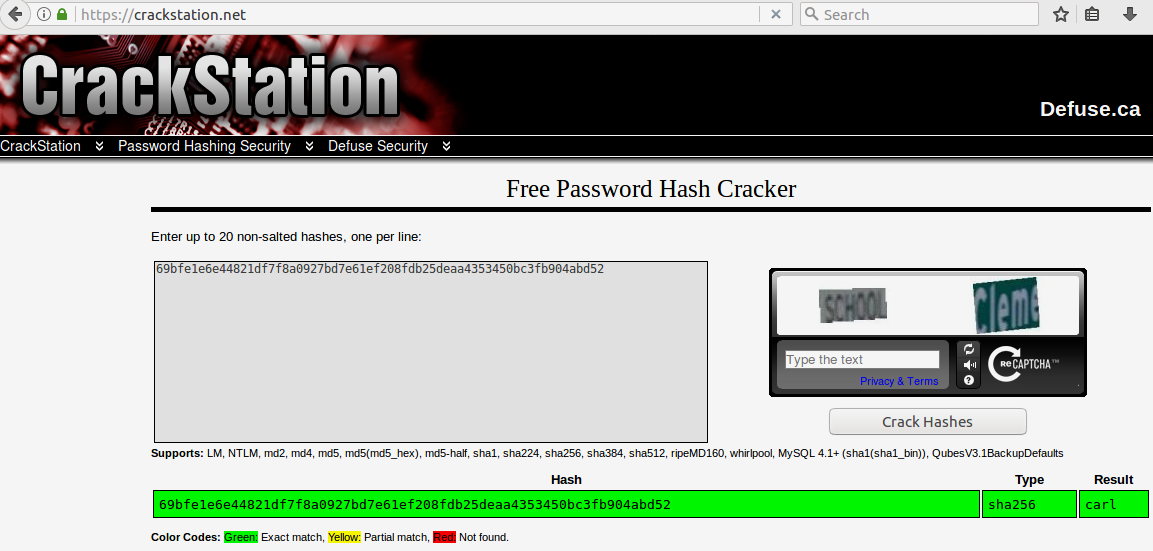 https://crackstation.net
Search
CrackStation
Defuse.ca
CrackStation Password Hashing Security Defuse Security
Free Password Hash Cracker
Enter up to 20 non-salted hashes, one per line:
69bfe1e6e44821df7f8a0927bd7e61ef208fdb25deaa4353450bc3fb904abd52
SCHOOL Cleme
Type the text
Privacy & Terms
ReCAPTCHA™
Crack Hashes
Supports: LM, NTLM, md2, md4, md5, md5(md5_hex), md5-half, sha1, sha224, sha256, sha384, sha512, ripeMD160, whirlpool, MySQL 4.1+ (sha1(sha1_bin)), QubesV3.1BackupDefaults
Hash Type Result
69bfe1e6e44821df7f8a0927bd7e61ef208fdb25deaa4353450bc3fb904abd52 sha256 carl
Color Codes: Green: Exact match, Yellow: Partial match, Red: Not found.